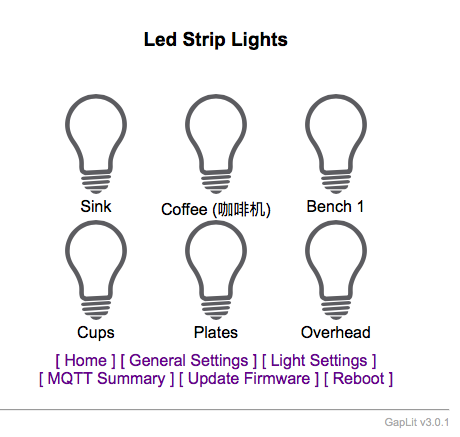 Led Strip Lights
Sink
Coffee (咖啡机)
Bench 1
Cups
Plates
Overhead
[ Home ] [ General Settings ] [ Light Settings ]
[ MQTT Summary ] [ Update Firmware ] [ Reboot ]
GapLit v3.0.1